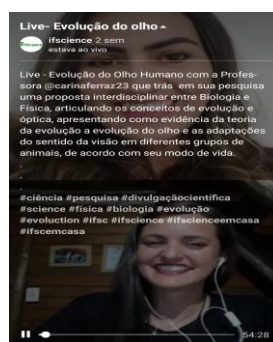 Live- Evolução do olho
ifscience 2 sem
estava ao vivo
Live - Evolução do Olho Humano com a Profes-
sora @carinaferraz23 que trás em sua pesquisa
uma proposta interdisciplinar entre Biologia e
Física, articulando os conceitos de evolução e
óptica, apresentando como evidência da teoria
da evolução a evolução do olho e as adaptações
do sentido da visão em diferentes grupos de
animais, de acordo com seu modo de vida.
.
.
#ciência #pesquisa #divulgaçãocientífica
#science #física #biologia #evolução
#evoluction #ifsc #ifscience #ifscienceemcasa
#ifscemcasa
54:28